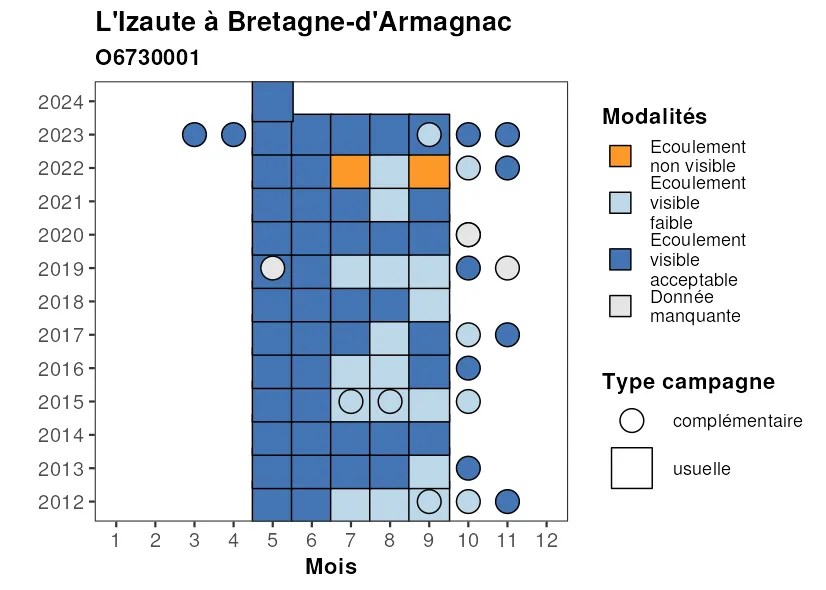 L'Izaute à Bretagne-d'Armagnac
O6730001
2024
2023
2022
2021
2020
2019
2018
2017
2016
2015
2014
2013
2012
1 2 3 4 5 6 7 8 9 10 11 12
Mois
Modalités
Ecoulement
non visible
Ecoulement
visible
faible
Ecoulement
visible
acceptable
Donnée
manquante
Type campagne
complémentaire
usuelle